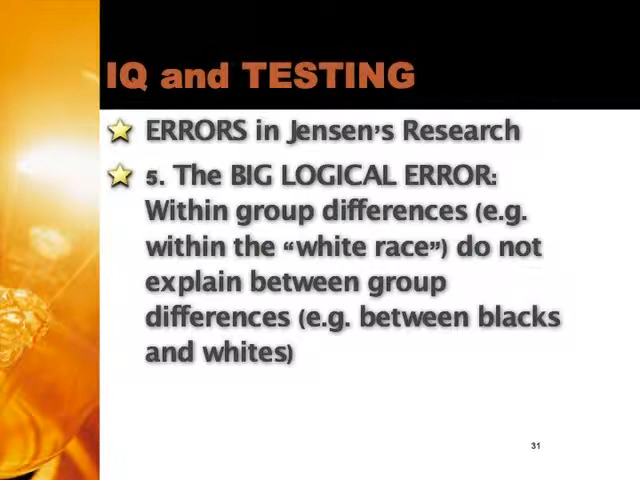 IQ and TESTING
ERRORS in Jensen's Research
5. The BIG LOGICAL ERROR:
Within group differences (e.g.
within the “white race”) do not
explain between group
differences (e.g. between blacks
and whites)
31